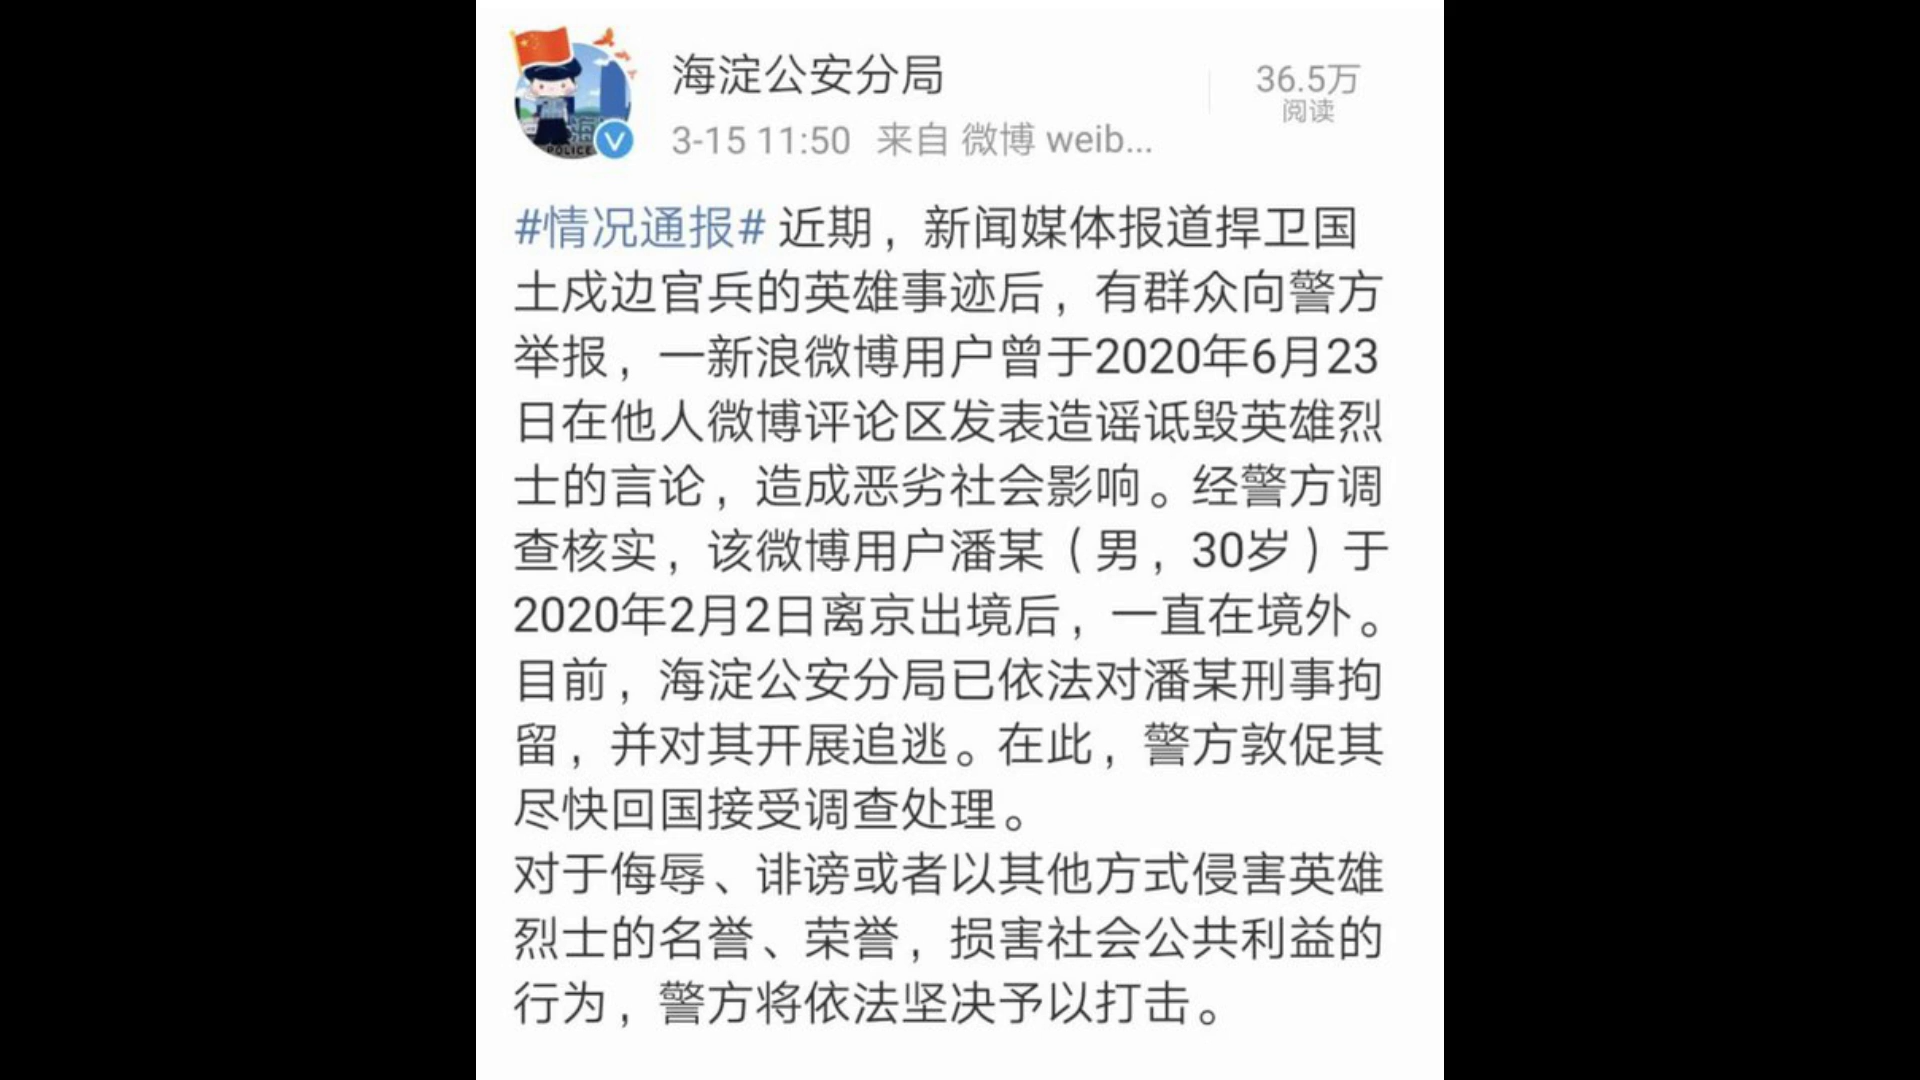 海淀公安分局
36.5万
阅读
3-15 11:50 来自 微博 weib...
POLICE
#情况通报# 近期，新闻媒体报道捍卫国
土戍边官兵的英雄事迹后，有群众向警方
举报，一新浪微博用户曾于2020年6月23
日在他人微博评论区发表造谣诋毁英雄烈
士的言论，造成恶劣社会影响。经警方调
查核实，该微博用户潘某（男，30岁）于
2020年2月2日离京出境后，一直在境外。
目前，海淀公安分局已依法对潘某刑事拘
留，并对其开展追逃。在此，警方敦促其
尽快回国接受调查处理。
对于侮辱、诽谤或者以其他方式侵害英雄
烈士的名誉、荣誉，损害社会公共利益的
行为，警方将依法坚决予以打击。